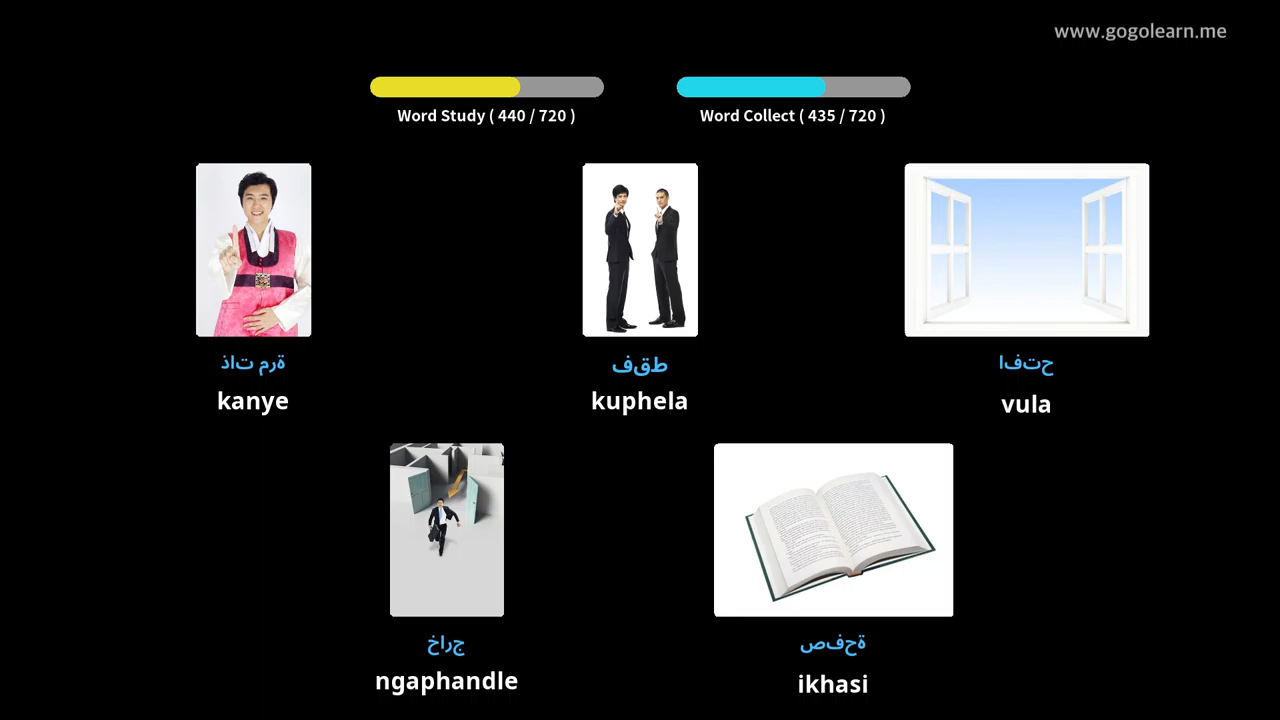 www.gogolearn.me
Word Study ( 440 / 720 )
Word Collect ( 435 / 720 )
ةرم تاذ
kanye
طقف
kuphela
حتفا
vula
جراخ
ngaphandle
ةحفص
ikhasi